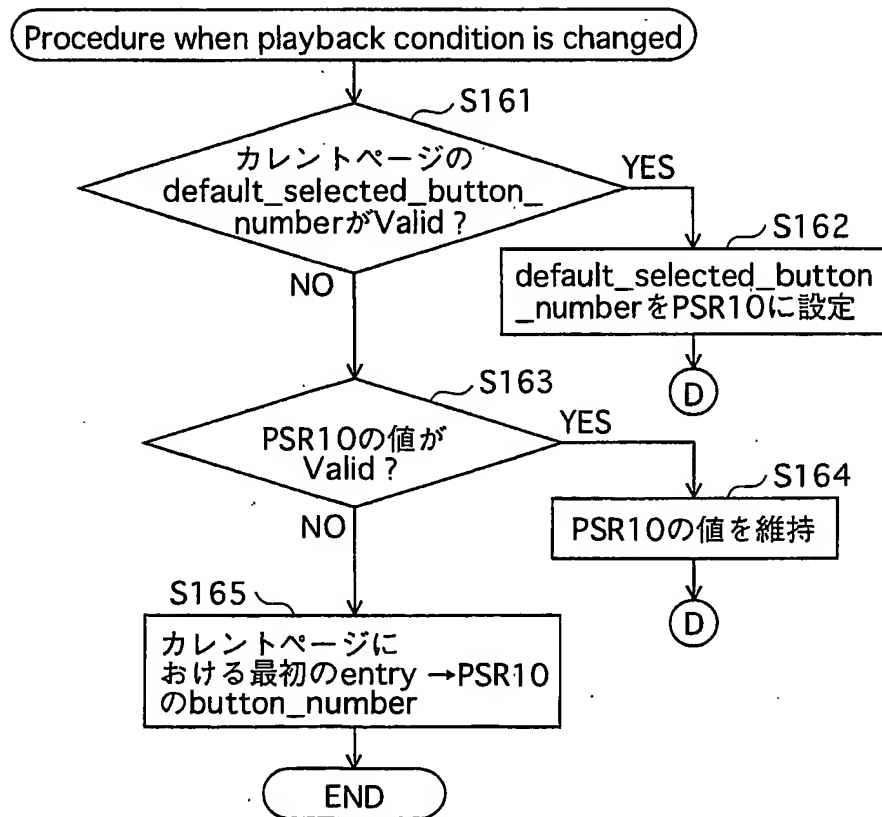 Procedure when playback condition is changed
S161
カレントページの
default_selected_button_
numberがValid ?
YES
NO
S162
default_selected_button
_numberをPSR10に設定
D
S163
PSR10の値が
Valid ?
YES
NO
S164
PSR10の値を維持
D
S165
カレントページに
おける最初のentry →PSR10
のbutton_number
END